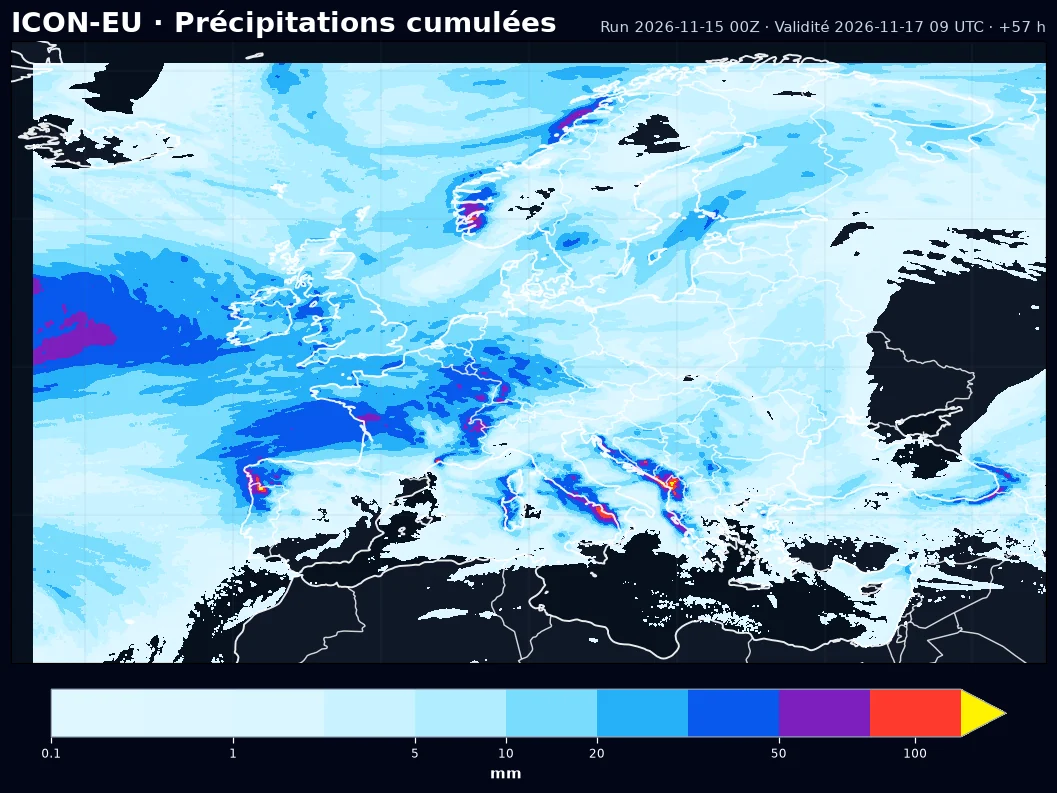 ICON-EU · Précipitations cumulées
Run 2026-11-15 00Z · Validité 2026-11-17 09 UTC · +57 h
0.1 1 5 10 20 50 100
mm